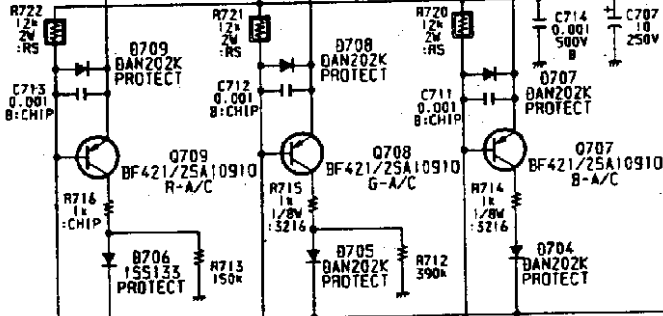 R722
12k
2W
:RS
D709
DAN202K
PROTECT
C713
0.001
B:CHIP
Q709
BF421/2SA1091O
R-A/C
R716
1k
:CHIP
D706
1SS133
PROTECT
R713
150k
R721
12k
2W
:RS
D708
DAN202K
PROTECT
C712
0.001
B:CHIP
Q708
BF421/2SA1091O
G-A/C
R715
1k
1/8W
:3216
D705
DAN202K
PROTECT
R712
390k
R720
12k
2W
:RS
C714
0.001
500V
B
C707
10
250V
D707
DAN202K
PROTECT
C711
0.001
B:CHIP
Q707
BF421/2SA1091O
B-A/C
R714
1k
1/8W
:3216
D704
DAN202K
PROTECT